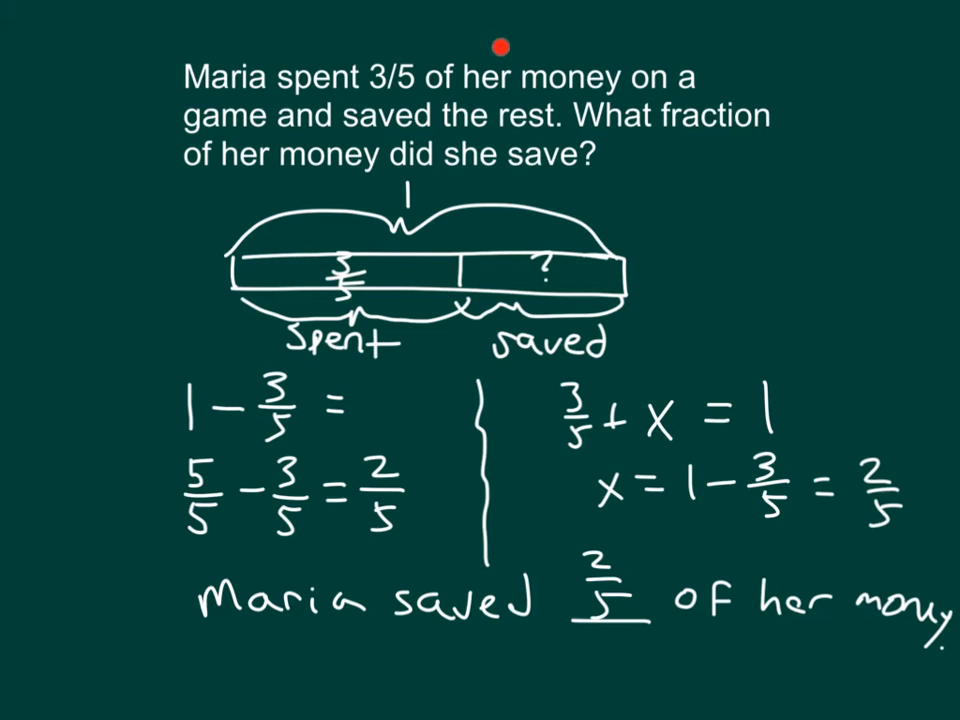 Maria spent 3/5 of her money on a
game and saved the rest. What fraction
of her money did she save?
1
3/5 ?
spent saved
1 - 3/5 =
5/5 - 3/5 = 2/5
3/5 + x = 1
x = 1 - 3/5 = 2/5
Maria saved 2/5 of her money.